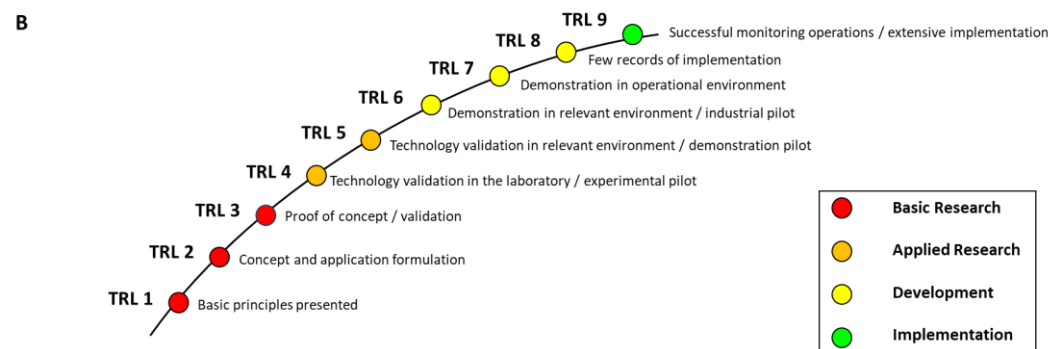 B
TRL 9
Successful monitoring operations / extensive implementation
TRL 8
Few records of implementation
TRL 7
Demonstration in operational environment
TRL 6
Demonstration in relevant environment / industrial pilot
TRL 5
Technology validation in relevant environment / demonstration pilot
TRL 4
Technology validation in the laboratory / experimental pilot
TRL 3
Proof of concept / validation
TRL 2
Concept and application formulation
TRL 1
Basic principles presented
Basic Research
Applied Research
Development
Implementation